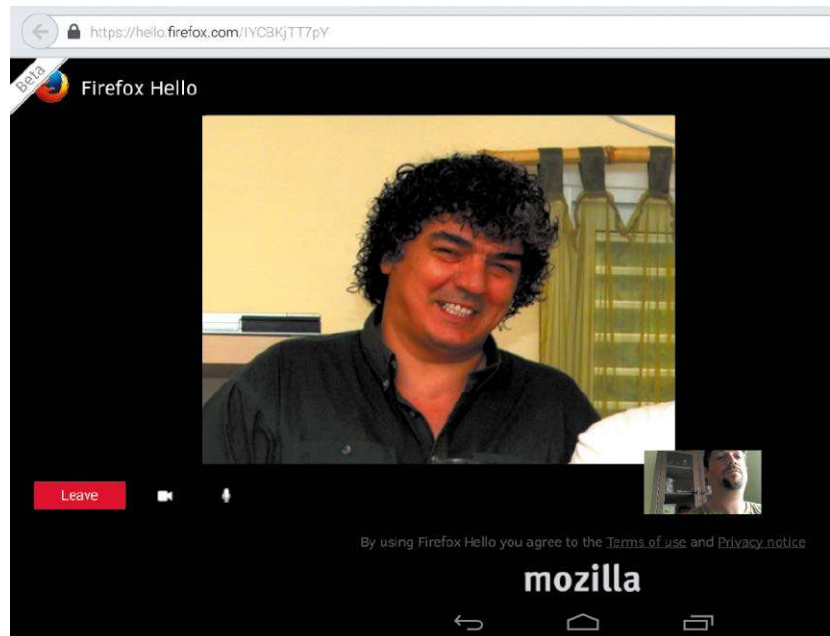 https://hello.firefox.com/IYCBKjTT7pY
Beta
Firefox Hello
Leave
By using Firefox Hello you agree to the Terms of use and Privacy notice
mozilla